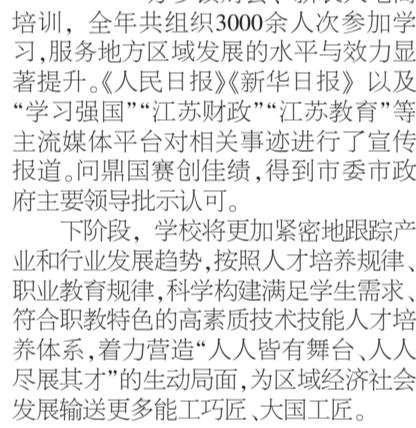 培训，全年共组织3000余人次参加学
习，服务地方区域发展的水平与效力显
著提升。《人民日报》《新华日报》以及
“学习强国”“江苏财政”“江苏教育”等
主流媒体平台对相关事迹进行了宣传
报道。问鼎国赛创佳绩，得到市委市政
府主要领导批示认可。
下阶段，学校将更加紧密地跟踪产
业和行业发展趋势，按照人才培养规律、
职业教育规律，科学构建满足学生需求、
符合职教特色的高素质技术技能人才培
养体系，着力营造“人人皆有舞台、人人
尽展其才”的生动局面，为区域经济社会
发展输送更多能工巧匠、大国工匠。